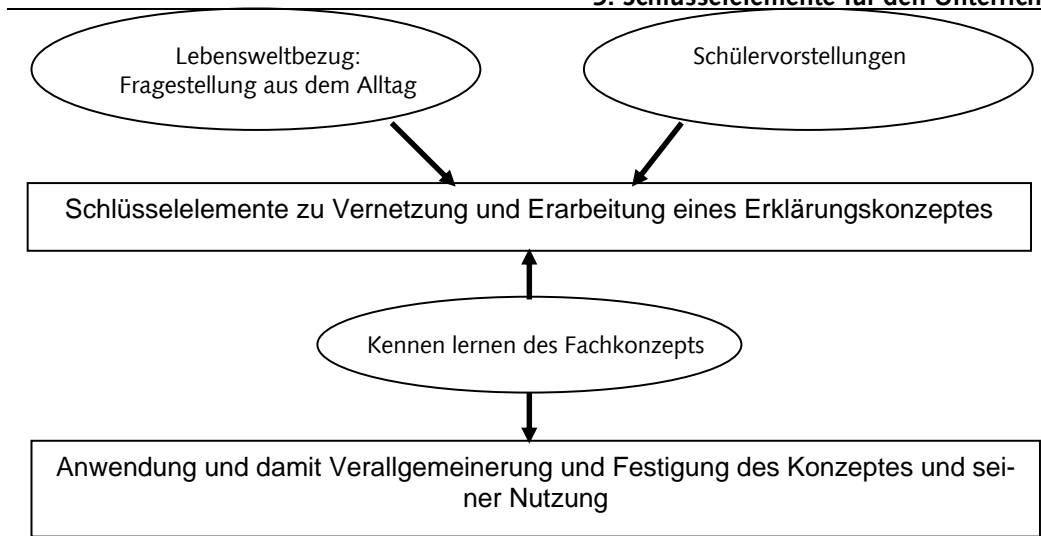 5. Schlüsselelemente für den Unterrich
Lebensweltbezug:
Fragestellung aus dem Alltag
Schülervorstellungen
Schlüsselelemente zu Vernetzung und Erarbeitung eines Erklärungskonzeptes
Kennen lernen des Fachkonzepts
Anwendung und damit Verallgemeinerung und Festigung des Konzeptes und sei-
ner Nutzung